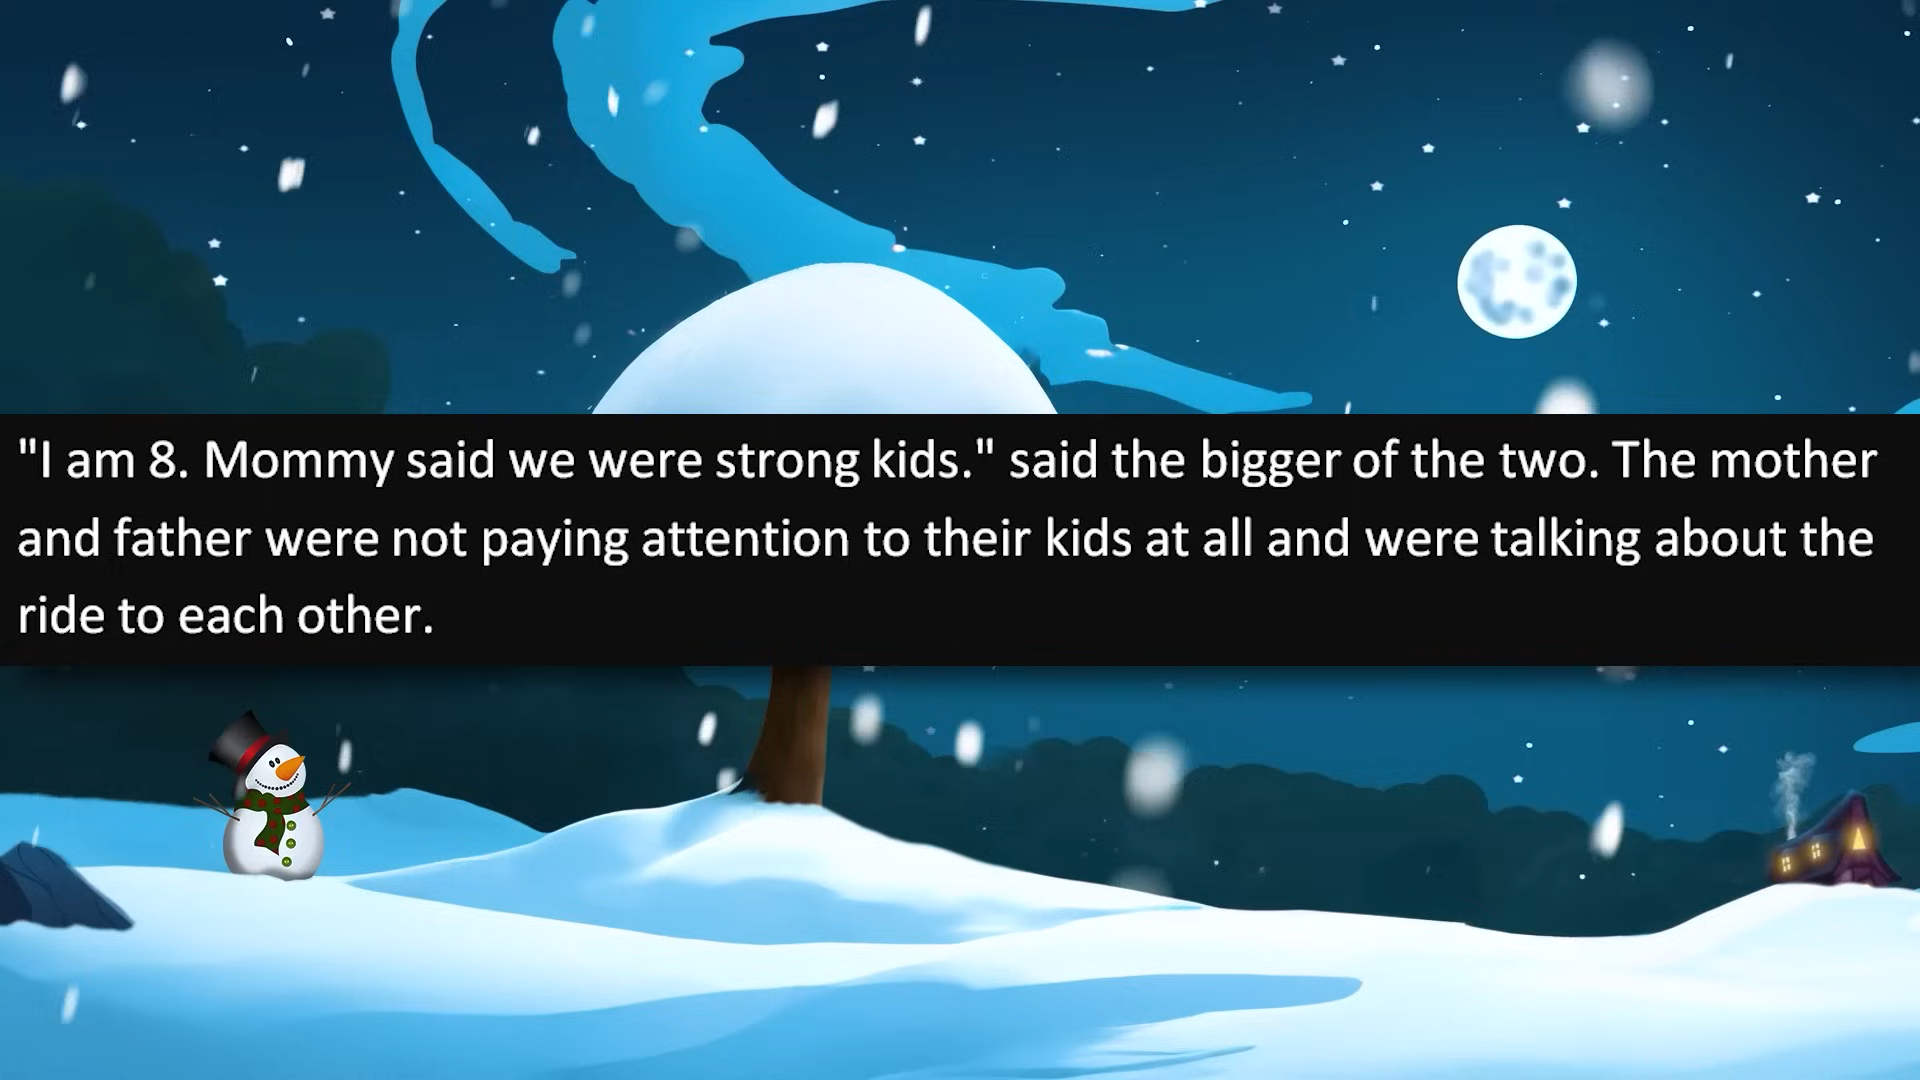 "I am 8. Mommy said we were strong kids." said the bigger of the two. The mother
and father were not paying attention to their kids at all and were talking about the
ride to each other.